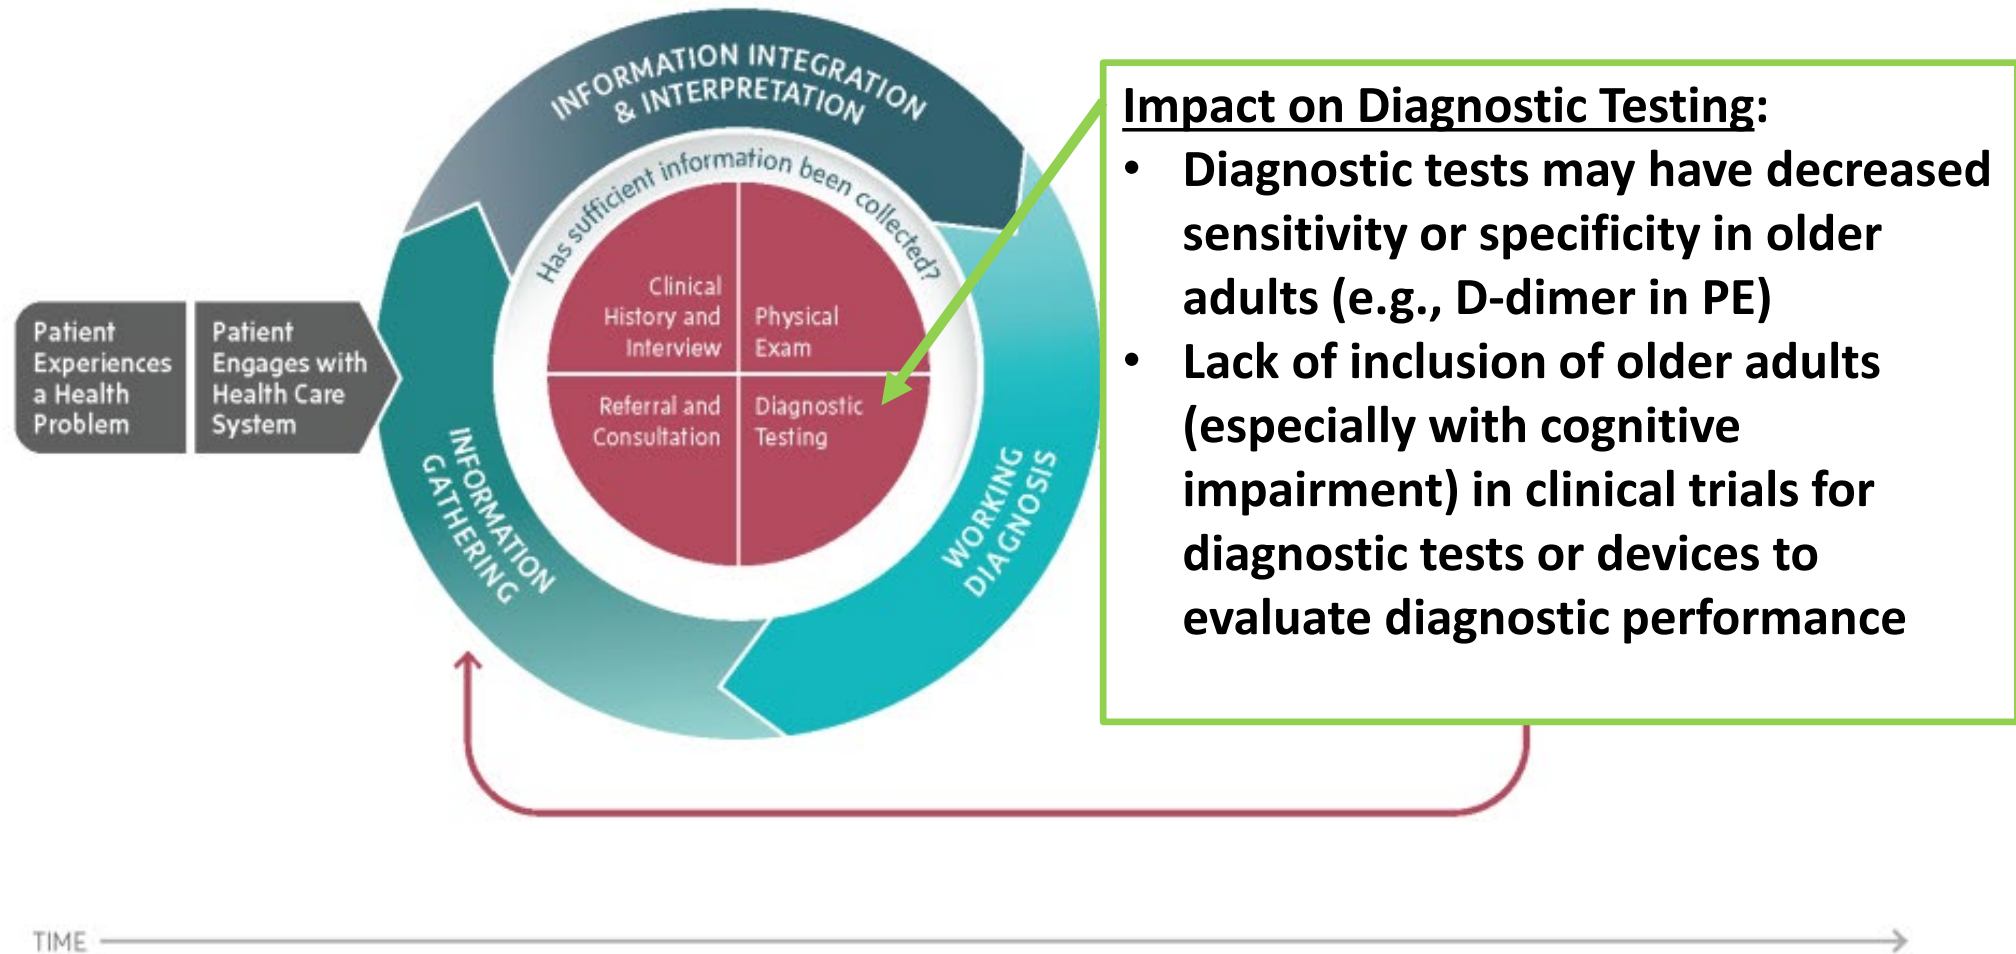 Patient
Experiences
a Health
Problem
Patient
Engages with
Health Care
System
INFORMATION INTEGRATION
& INTERPRETATION
Has sufficient information been collected?
Clinical
History and
Interview
Physical
Exam
Referral and
Consultation
Diagnostic
Testing
INFORMATION
GATHERING
WORKING
DIAGNOSIS
Impact on Diagnostic Testing:
• Diagnostic tests may have decreased
sensitivity or specificity in older
adults (e.g., D-dimer in PE)
• Lack of inclusion of older adults
(especially with cognitive
impairment) in clinical trials for
diagnostic tests or devices to
evaluate diagnostic performance
TIME